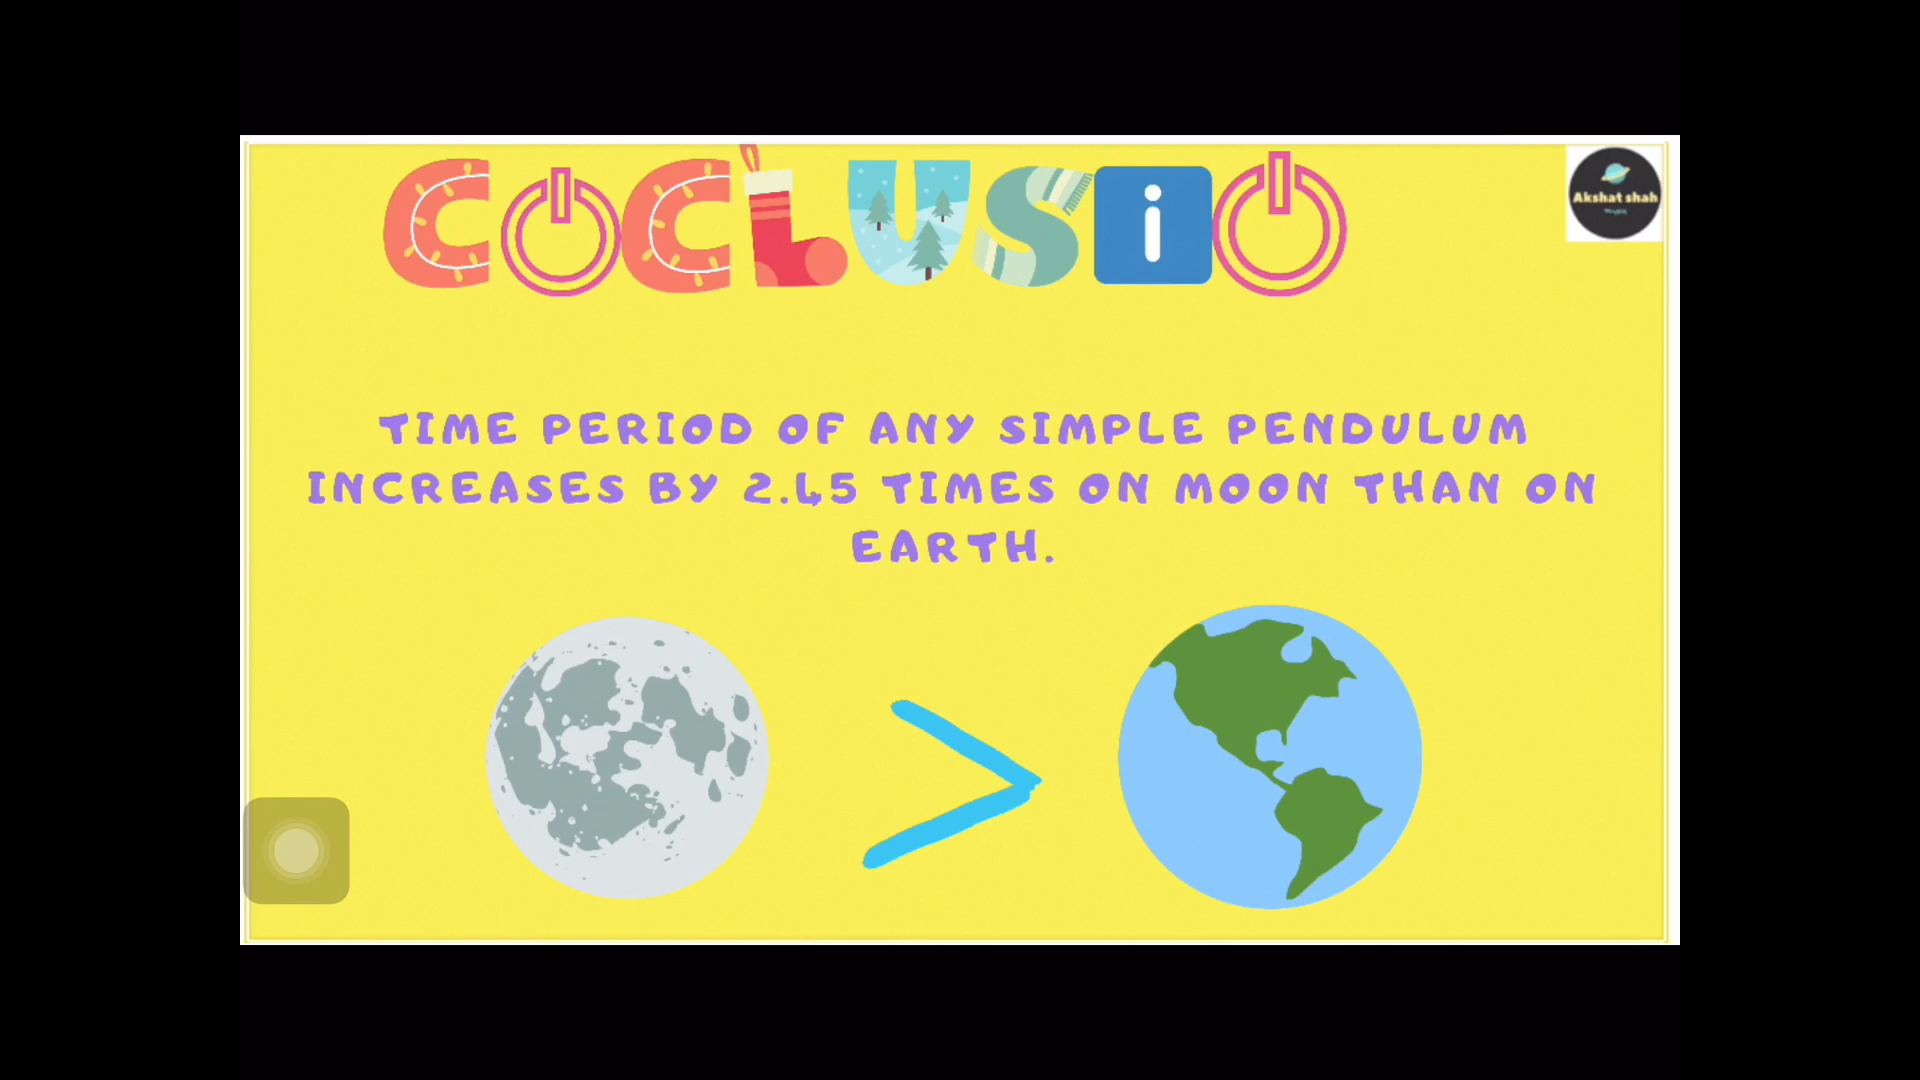 COCLUSiO
Akshat shah
TIME PERIOD OF ANY SIMPLE PENDULUM
INCREASES BY 2.45 TIMES ON MOON THAN ON
EARTH.
>